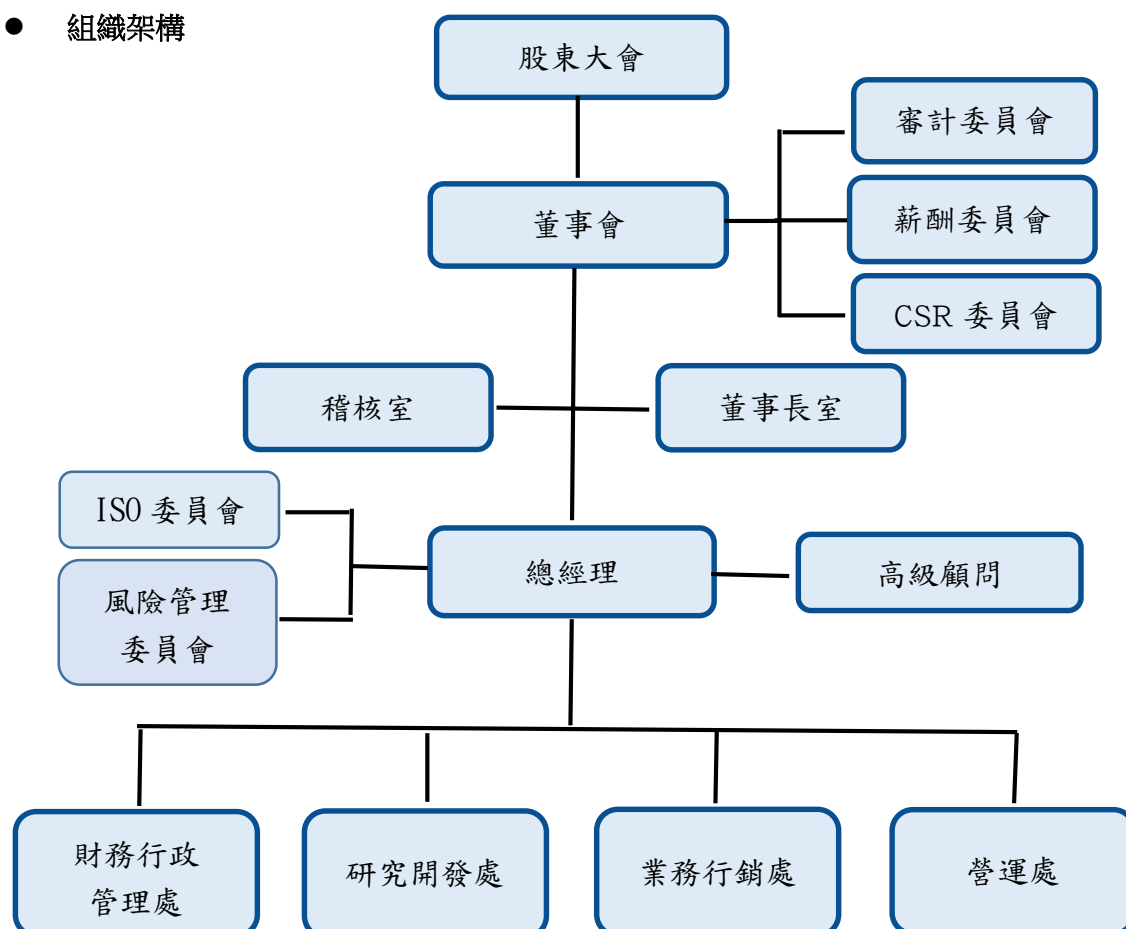 ● 組織架構
股東大會
審計委員會
董事會
薪酬委員會
CSR 委員會
稽核室
董事長室
ISO 委員會
總經理
高級顧問
風險管理
委員會
財務行政
管理處
研究開發處
業務行銷處
營運處